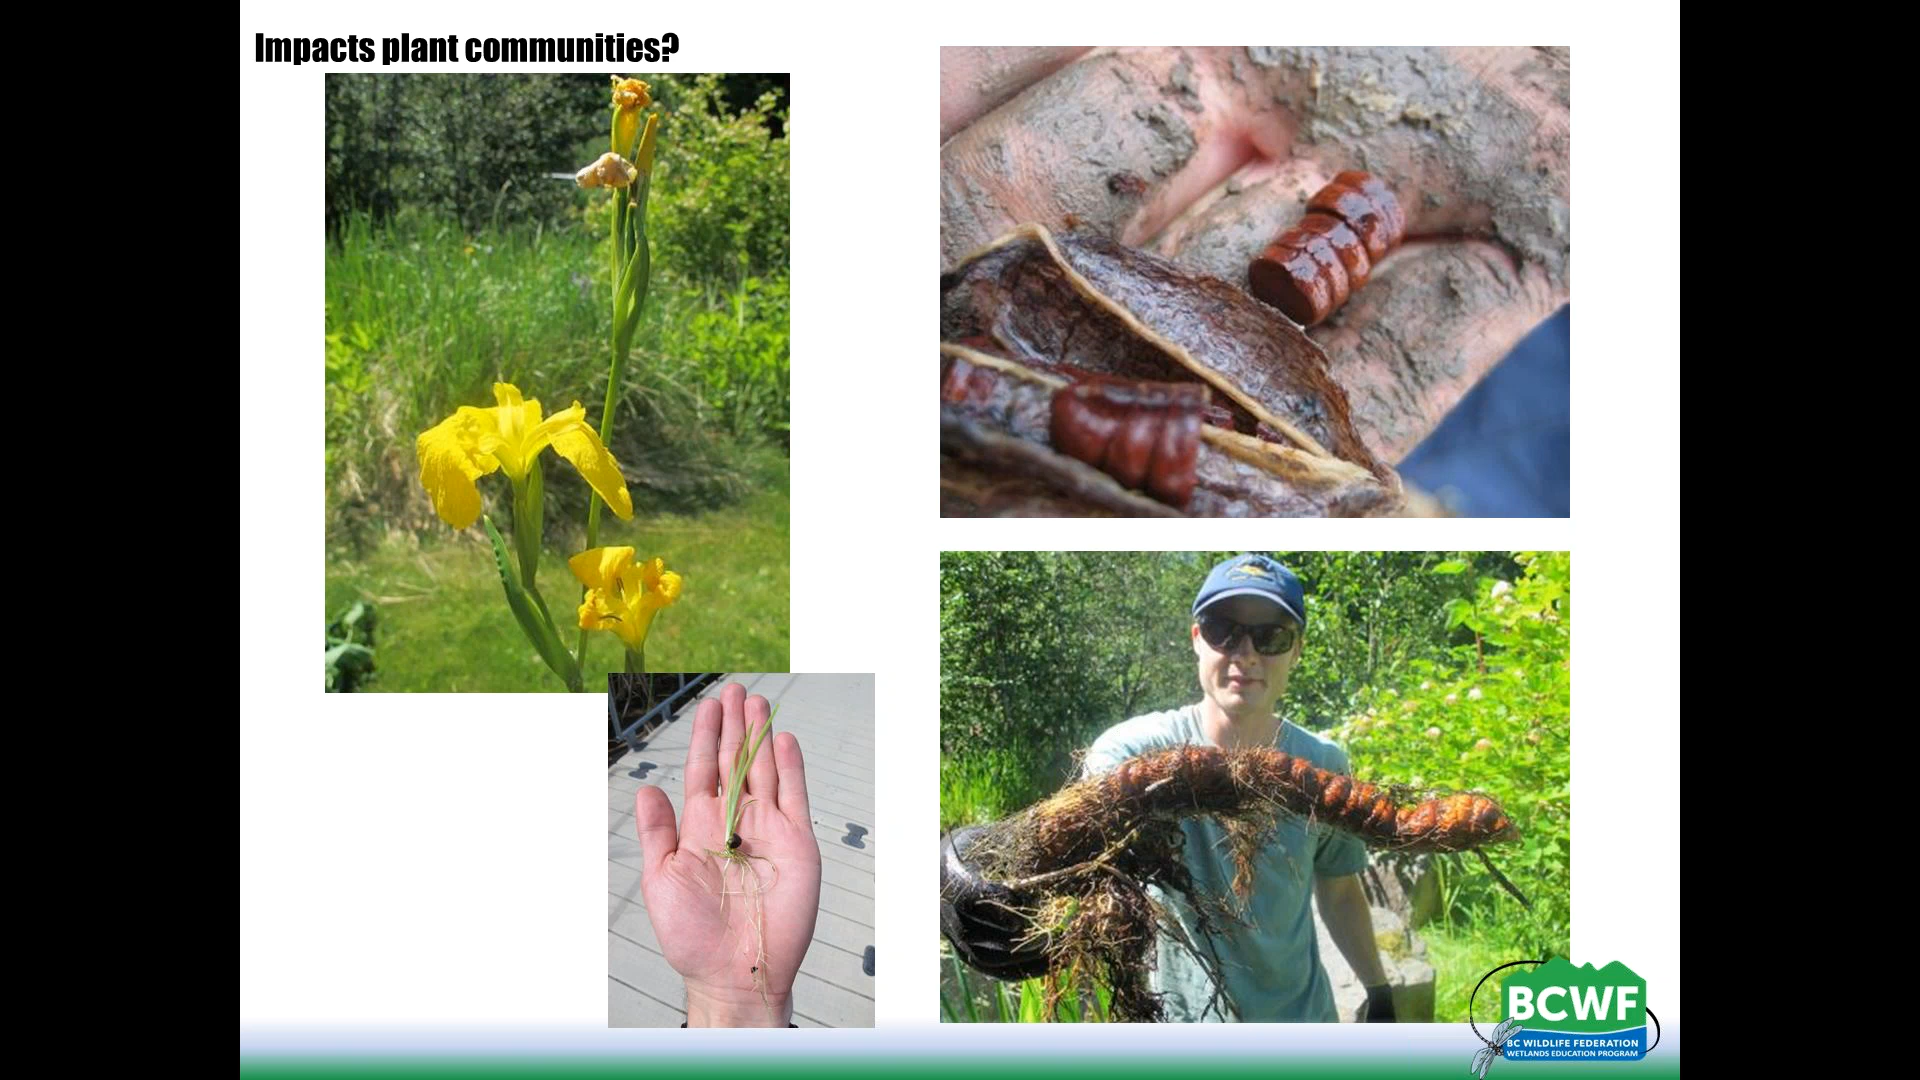 Impacts plant communities?
BCWF
BC WILDLIFE FEDERATION
WETLANDS EDUCATION PROGRAM